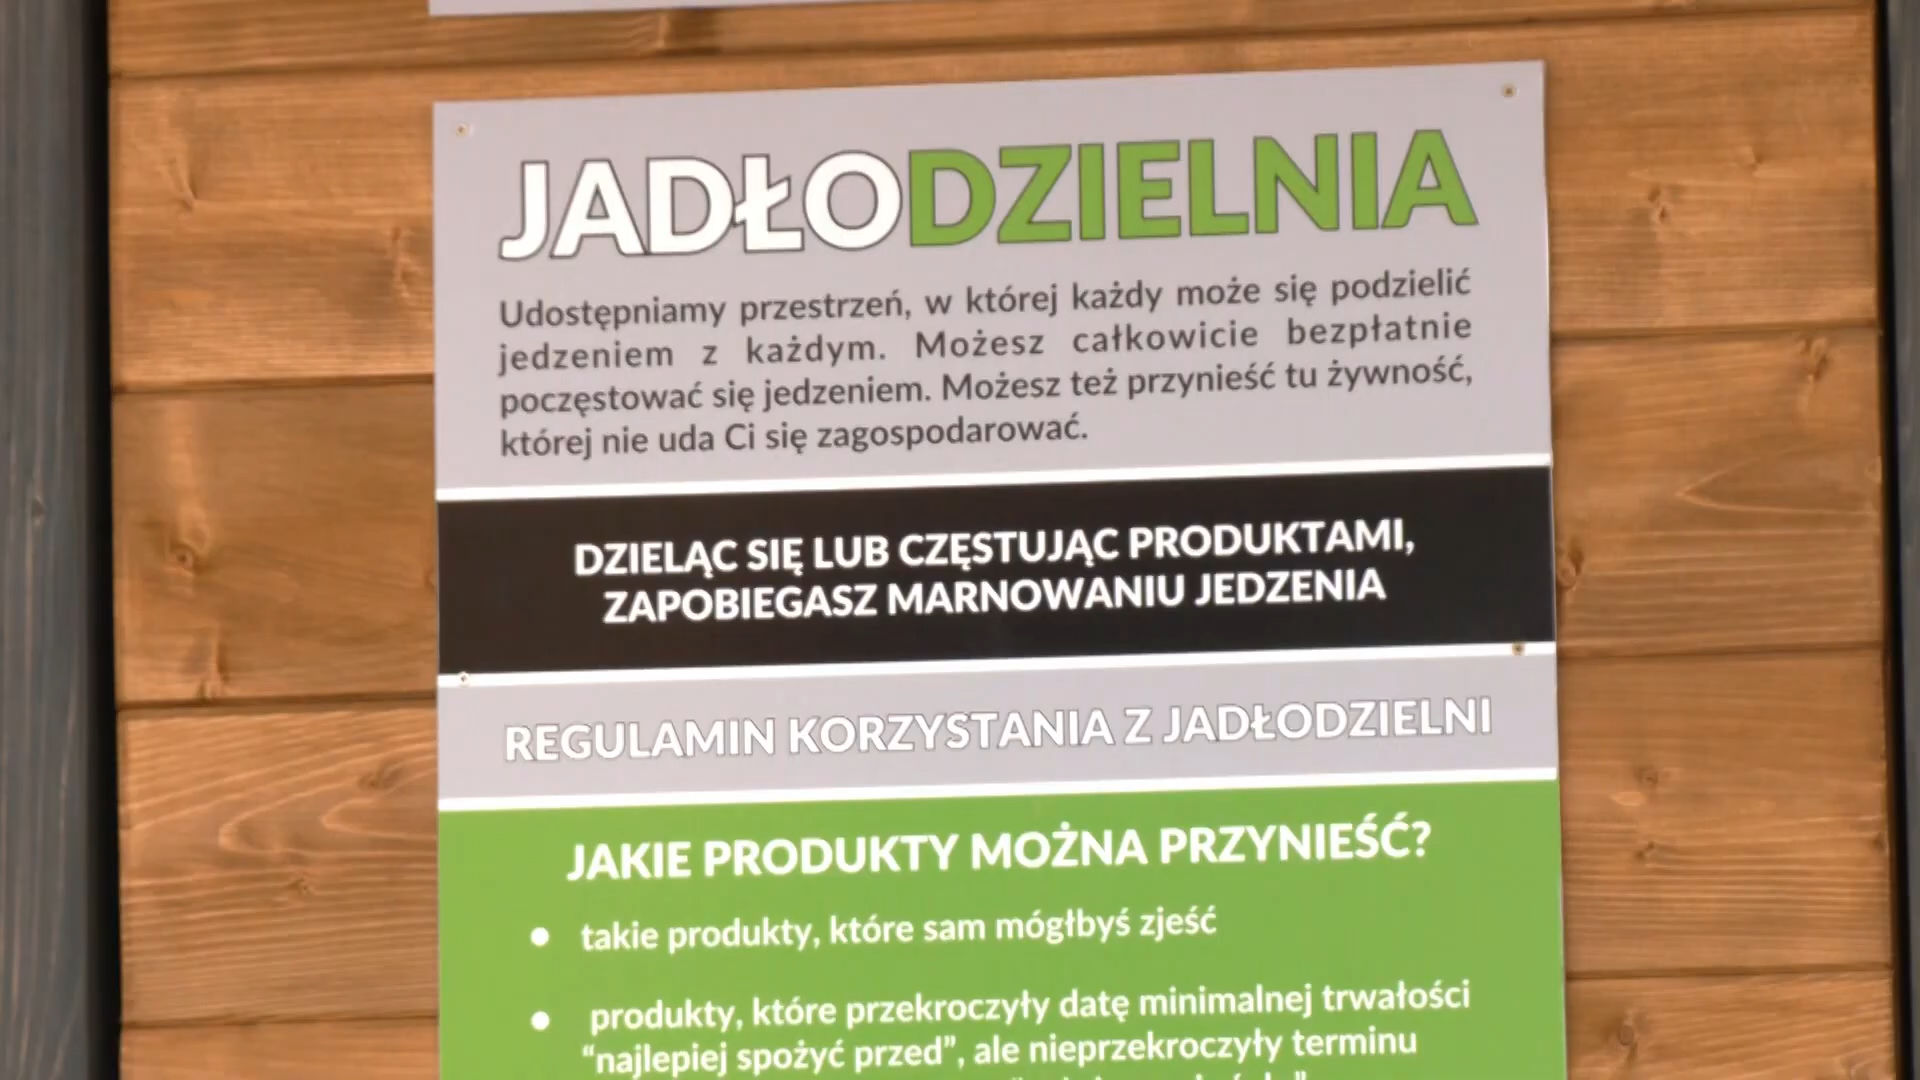 JADŁODZIELNIA
Udostępniamy przestrzeń, w której każdy może się podzielić
jedzeniem z każdym. Możesz całkowicie bezpłatnie
poczęstować się jedzeniem. Możesz też przynieść tu żywność,
której nie uda Ci się zagospodarować.
DZIELĄC SIĘ LUB CZĘSTUJĄC PRODUKTAMI,
ZAPOBIEGASZ MARNOWANIU JEDZENIA
REGULAMIN KORZYSTANIA Z JADŁODZIELNI
JAKIE PRODUKTY MOŻNA PRZYNIEŚĆ?
• takie produkty, które sam mógłbyś zjeść
• produkty, które przekroczyły datę minimalnej trwałości
“najlepiej spożyć przed”, ale nieprzekroczyły terminu